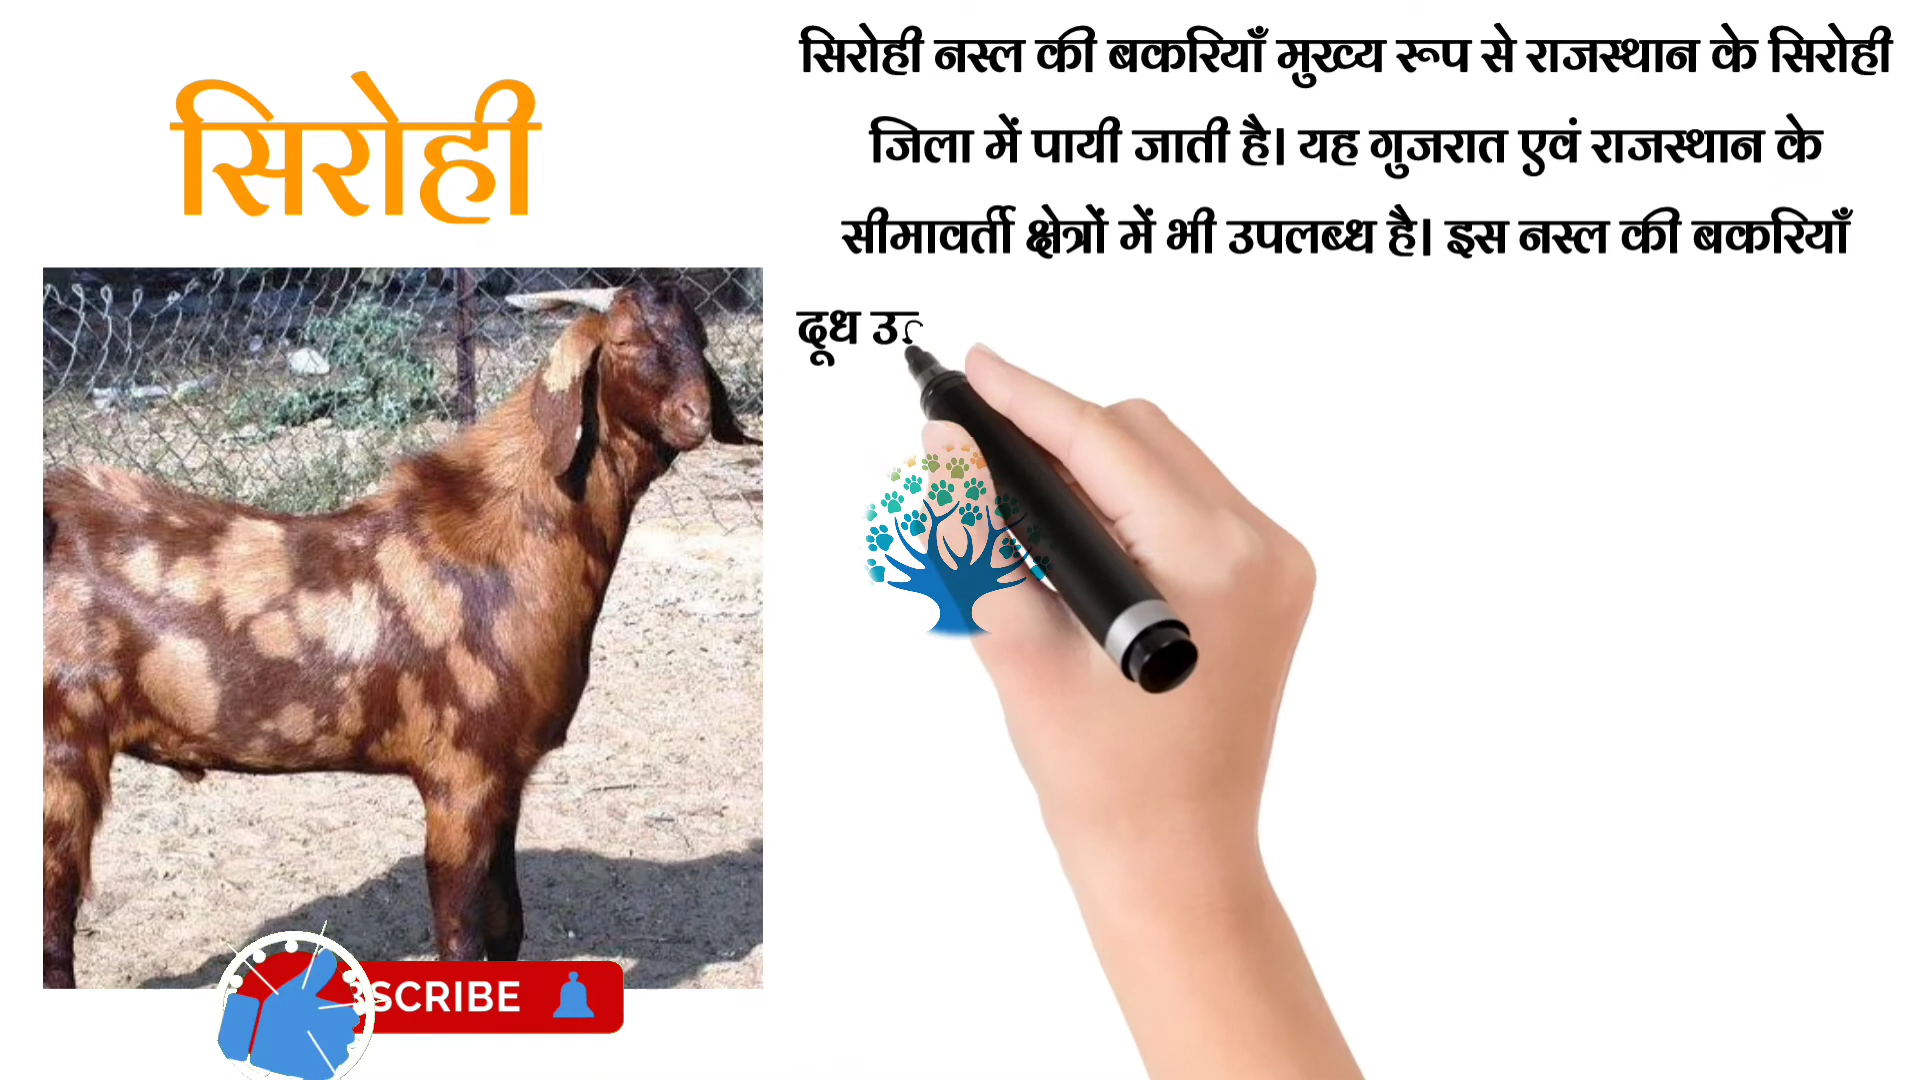 सिरोही
सिरोही नस्ल की बकरियाँ मुख्य रूप से राजस्थान के सिरोही
जिला में पायी जाती है। यह गुजरात एवं राजस्थान के
सीमावर्ती क्षेत्रों में भी उपलब्ध है। इस नस्ल की बकरियाँ
दूध
SCRIBE